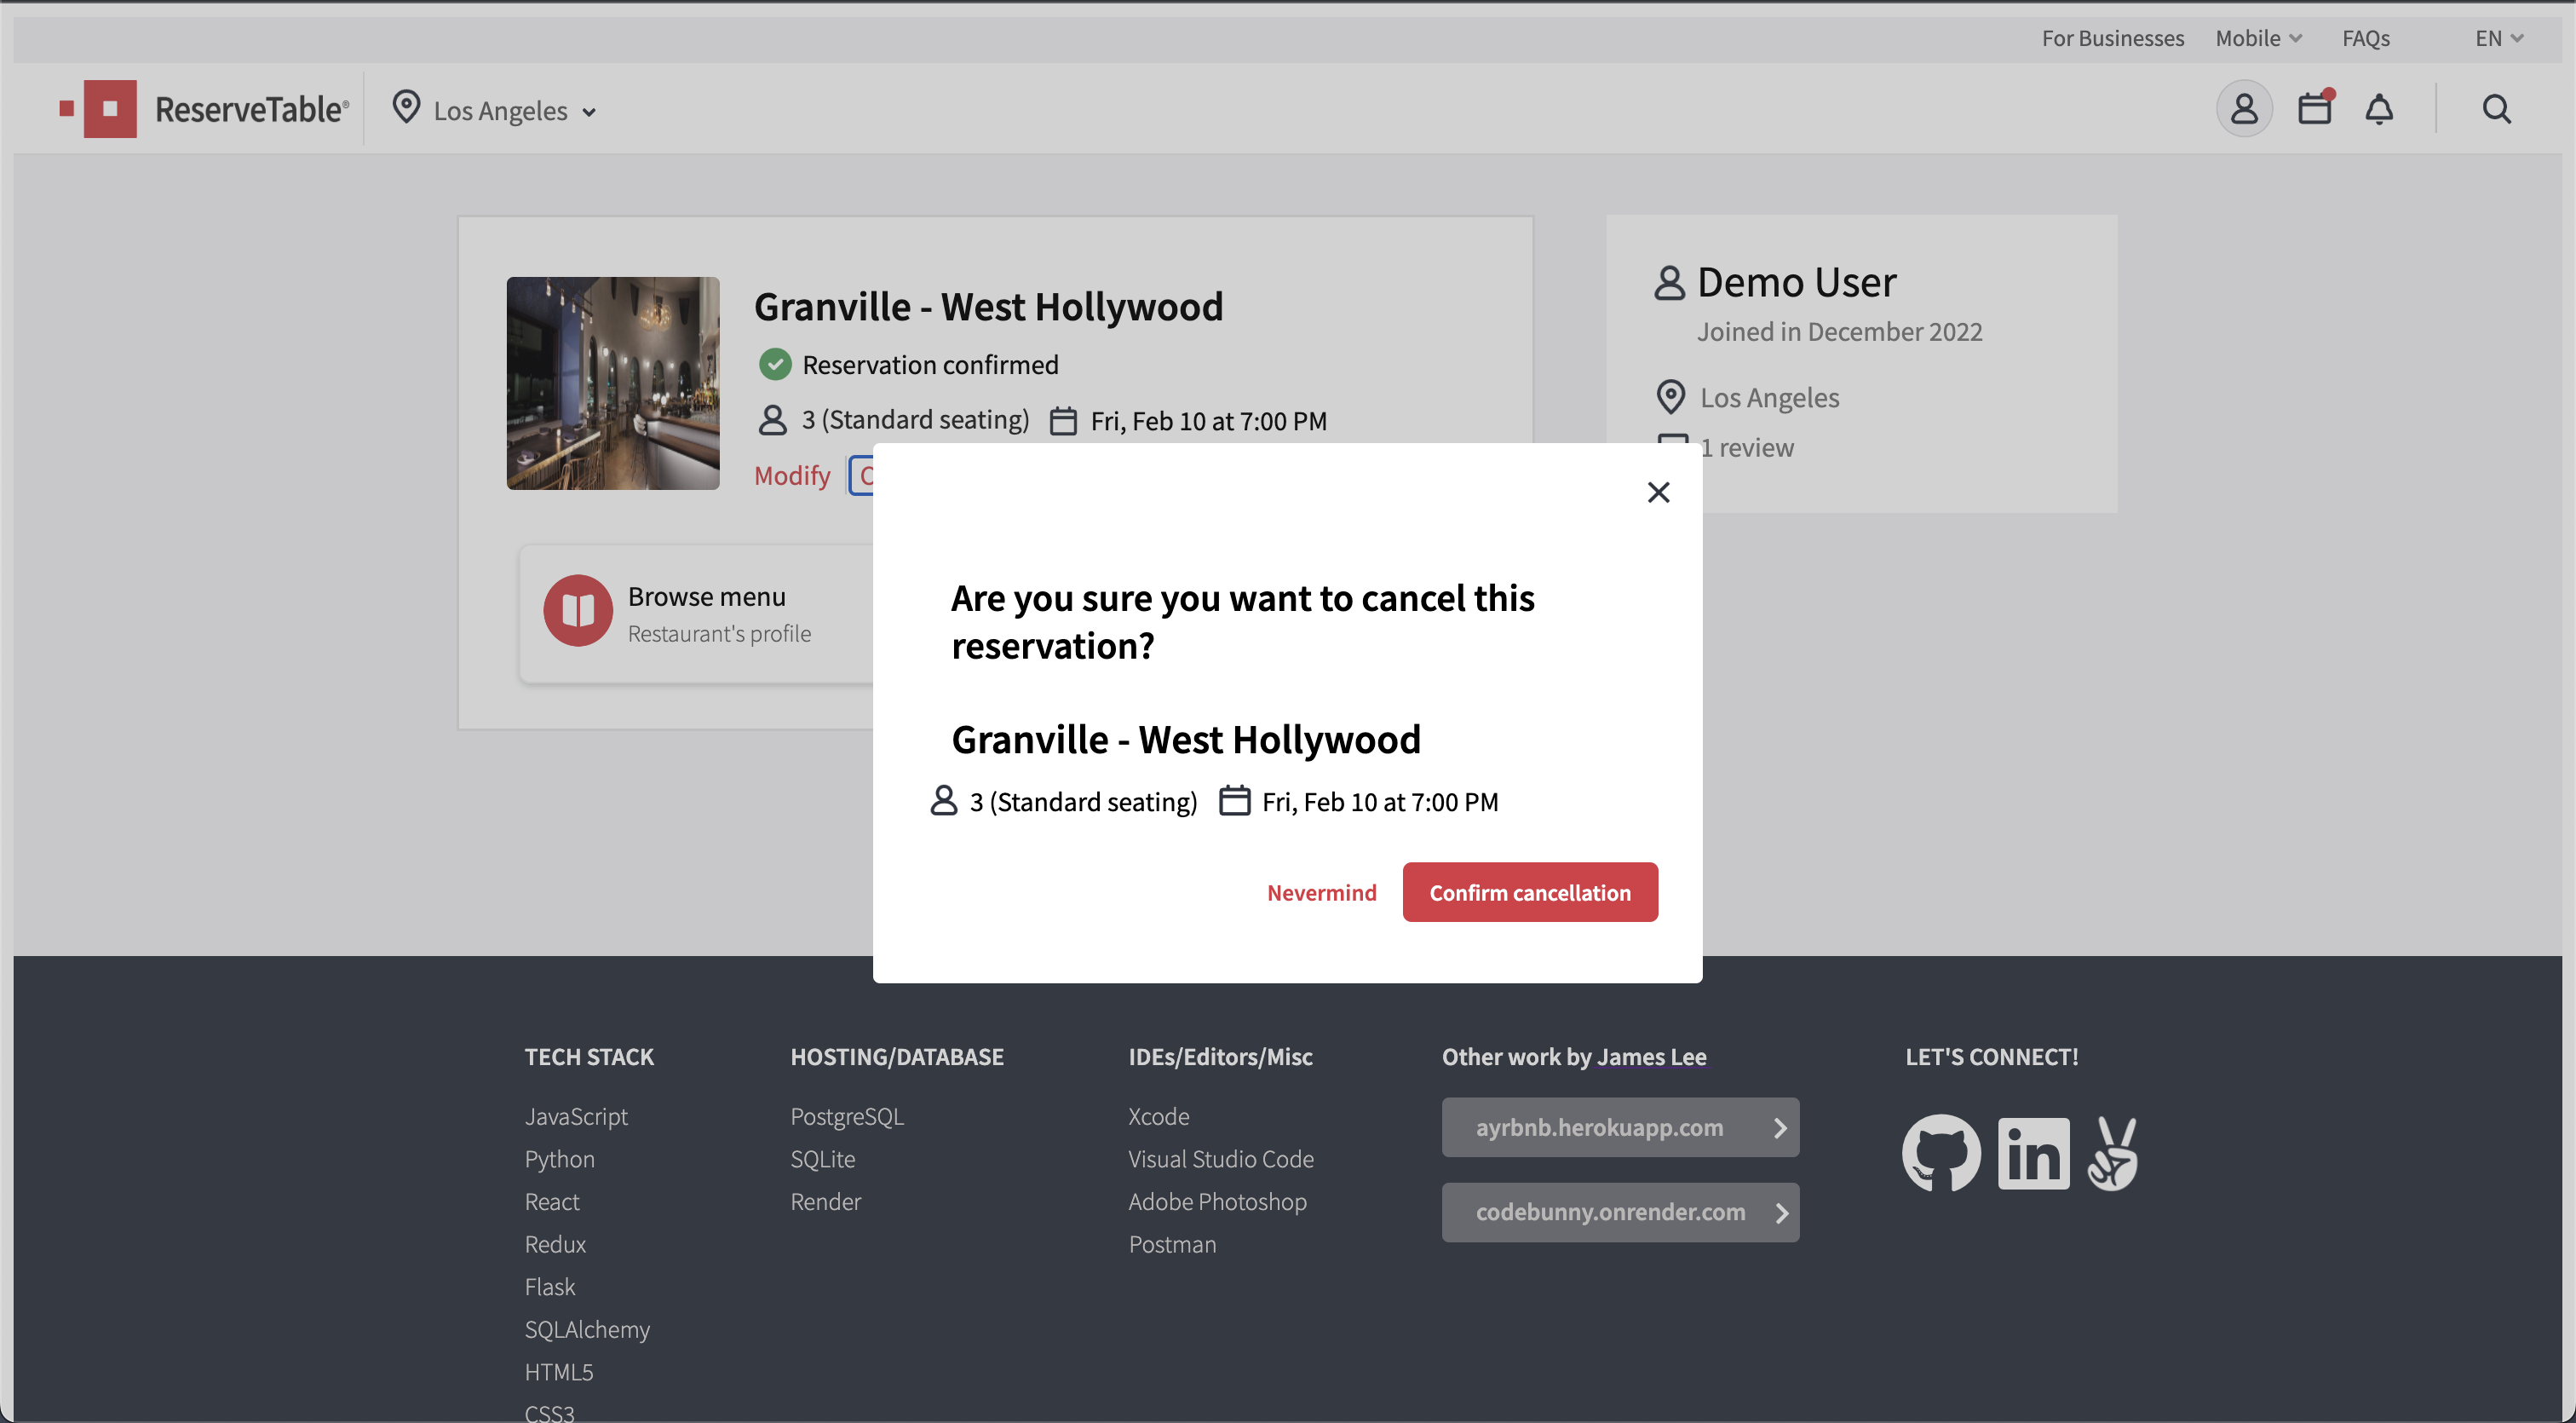 For Businesses Mobile FAQs EN
ReserveTable® Los Angeles
Granville - West Hollywood
Reservation confirmed
3 (Standard seating) Fri, Feb 10 at 7:00 PM
Modify C
Browse menu
Restaurant's profile
Demo User
Joined in December 2022
Los Angeles
1 review
Are you sure you want to cancel this
reservation?
Granville - West Hollywood
3 (Standard seating) Fri, Feb 10 at 7:00 PM
Nevermind Confirm cancellation
TECH STACK
JavaScript
Python
React
Redux
Flask
SQLAlchemy
HTML5
CSS3
HOSTING/DATABASE
PostgreSQL
SQLite
Render
IDEs/Editors/Misc
Xcode
Visual Studio Code
Adobe Photoshop
Postman
Other work by James Lee
ayrbnb.herokuapp.com
codebunny.onrender.com
LET'S CONNECT!
in